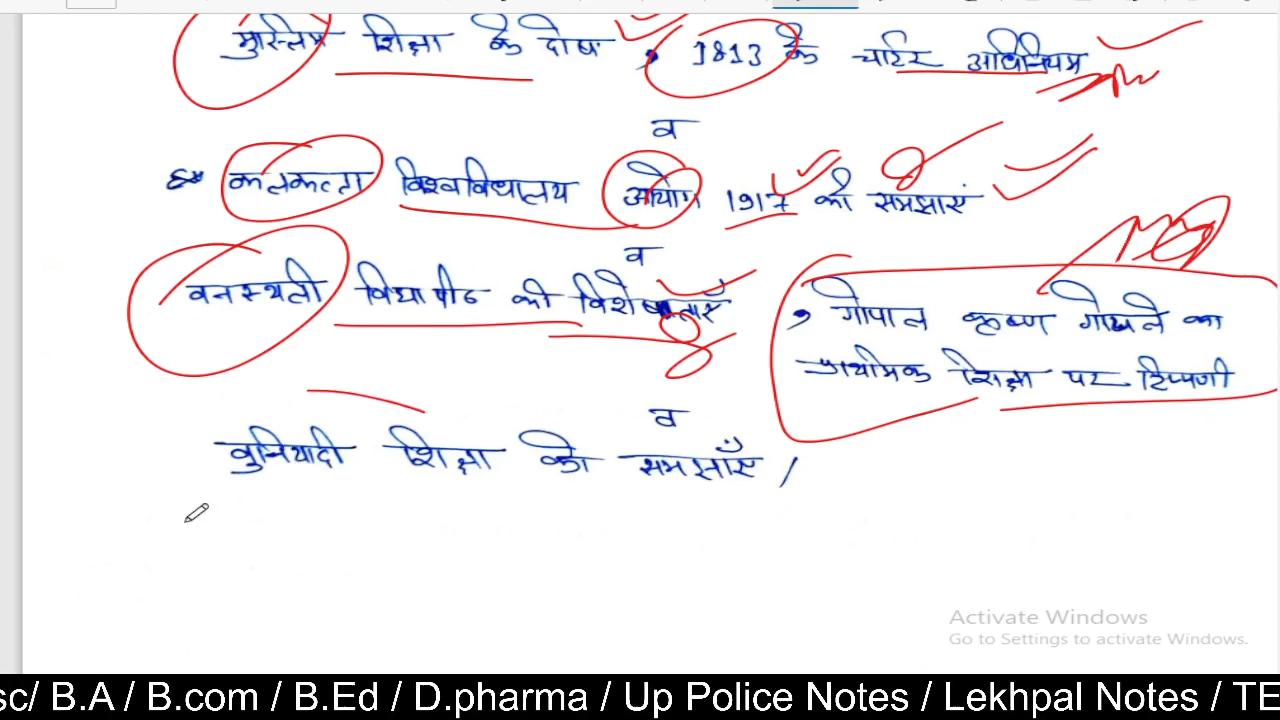 मुस्लिम शिक्षा के दोष , 1813 के चार्टर अधिनियम
व
कलकत्ता विश्वविद्यालय आयोग 1917 की समस्राएं
व
वनस्थली विद्यापीठ की विशेषताएँ
, गोपाल कृष्ण गोखले का
प्राथमिक शिक्षा पर टिप्पणी
व
बुनियादी शिक्षा की समस्राएँ /
Activate Windows
Go to Settings to activate Windows.
sc/ B.A / B.com / B.Ed / D.pharma / Up Police Notes / Lekhpal Notes / TE